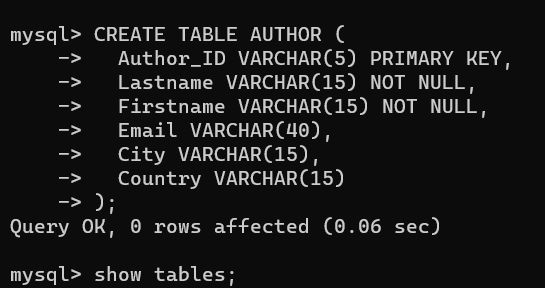 mysql> CREATE TABLE AUTHOR (
    ->   Author_ID VARCHAR(5) PRIMARY KEY,
    ->   Lastname VARCHAR(15) NOT NULL,
    ->   Firstname VARCHAR(15) NOT NULL,
    ->   Email VARCHAR(40),
    ->   City VARCHAR(15),
    ->   Country VARCHAR(15)
    -> );
Query OK, 0 rows affected (0.06 sec)
mysql> show tables;